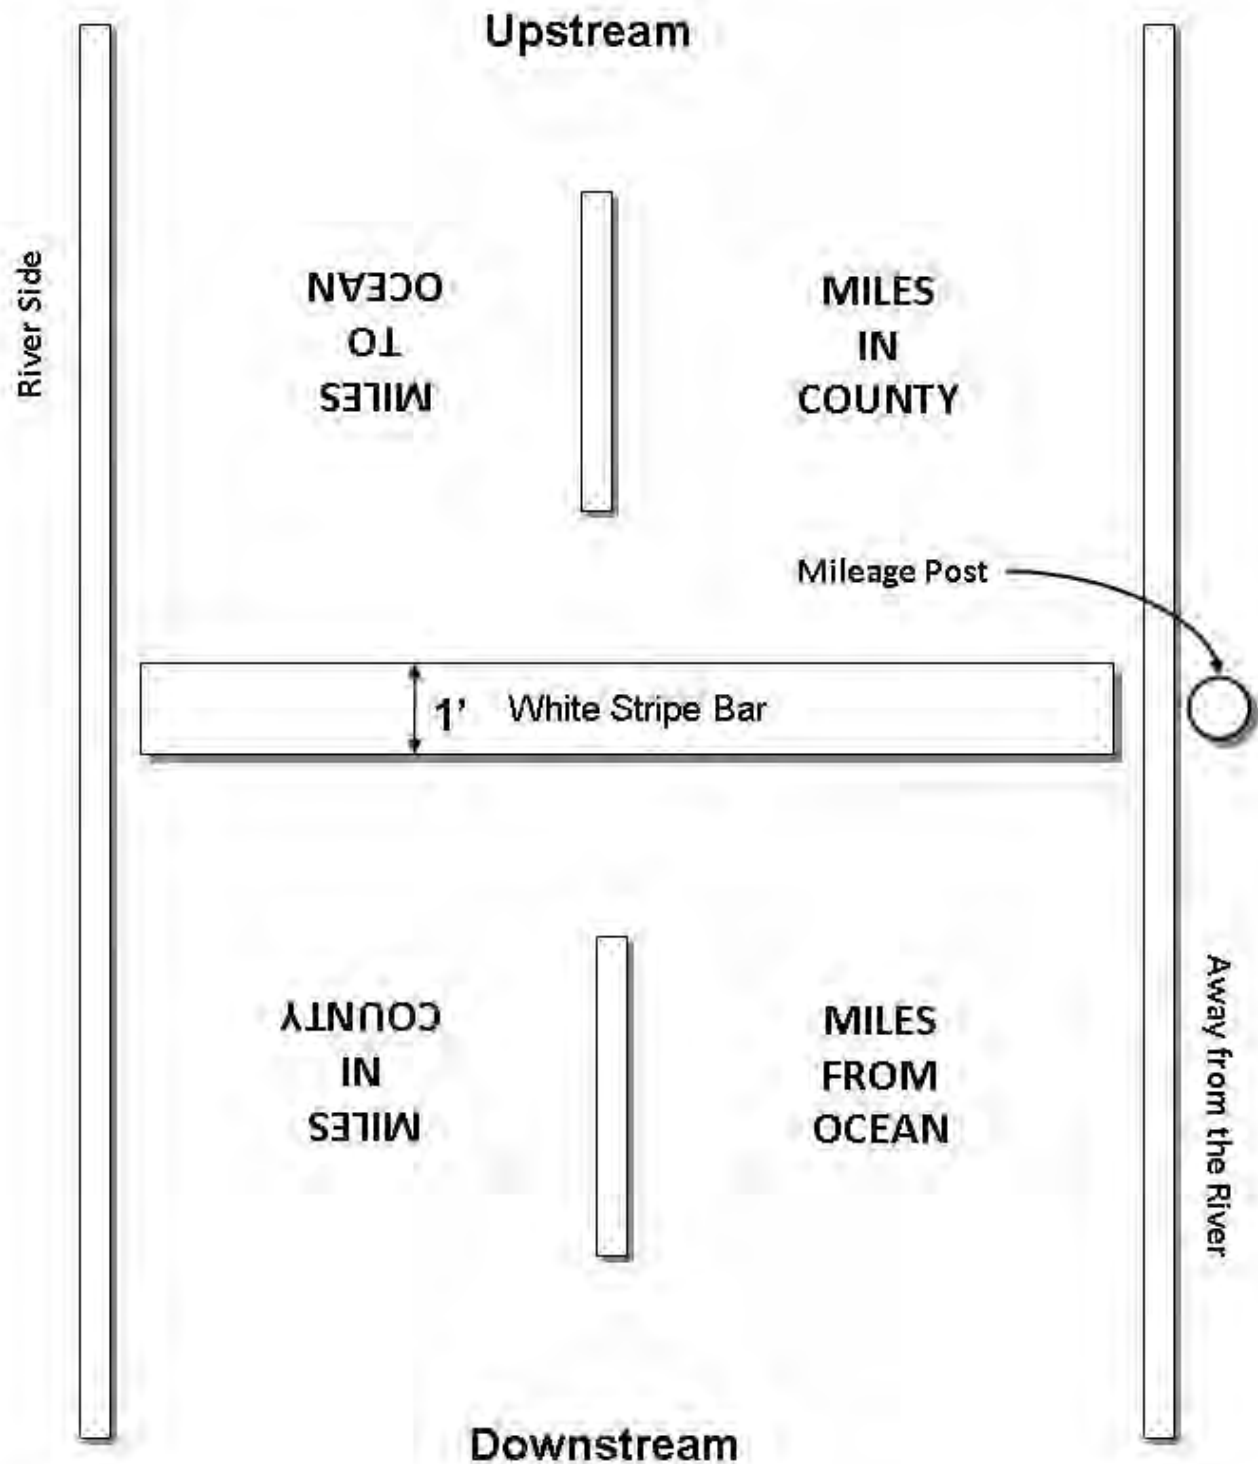 Upstream
River Side
MILES
TO
OCEAN
MILES
IN
COUNTY
Mileage Post
1' White Stripe Bar
MILES
IN
COUNTY
MILES
FROM
OCEAN
Away from the River
Downstream